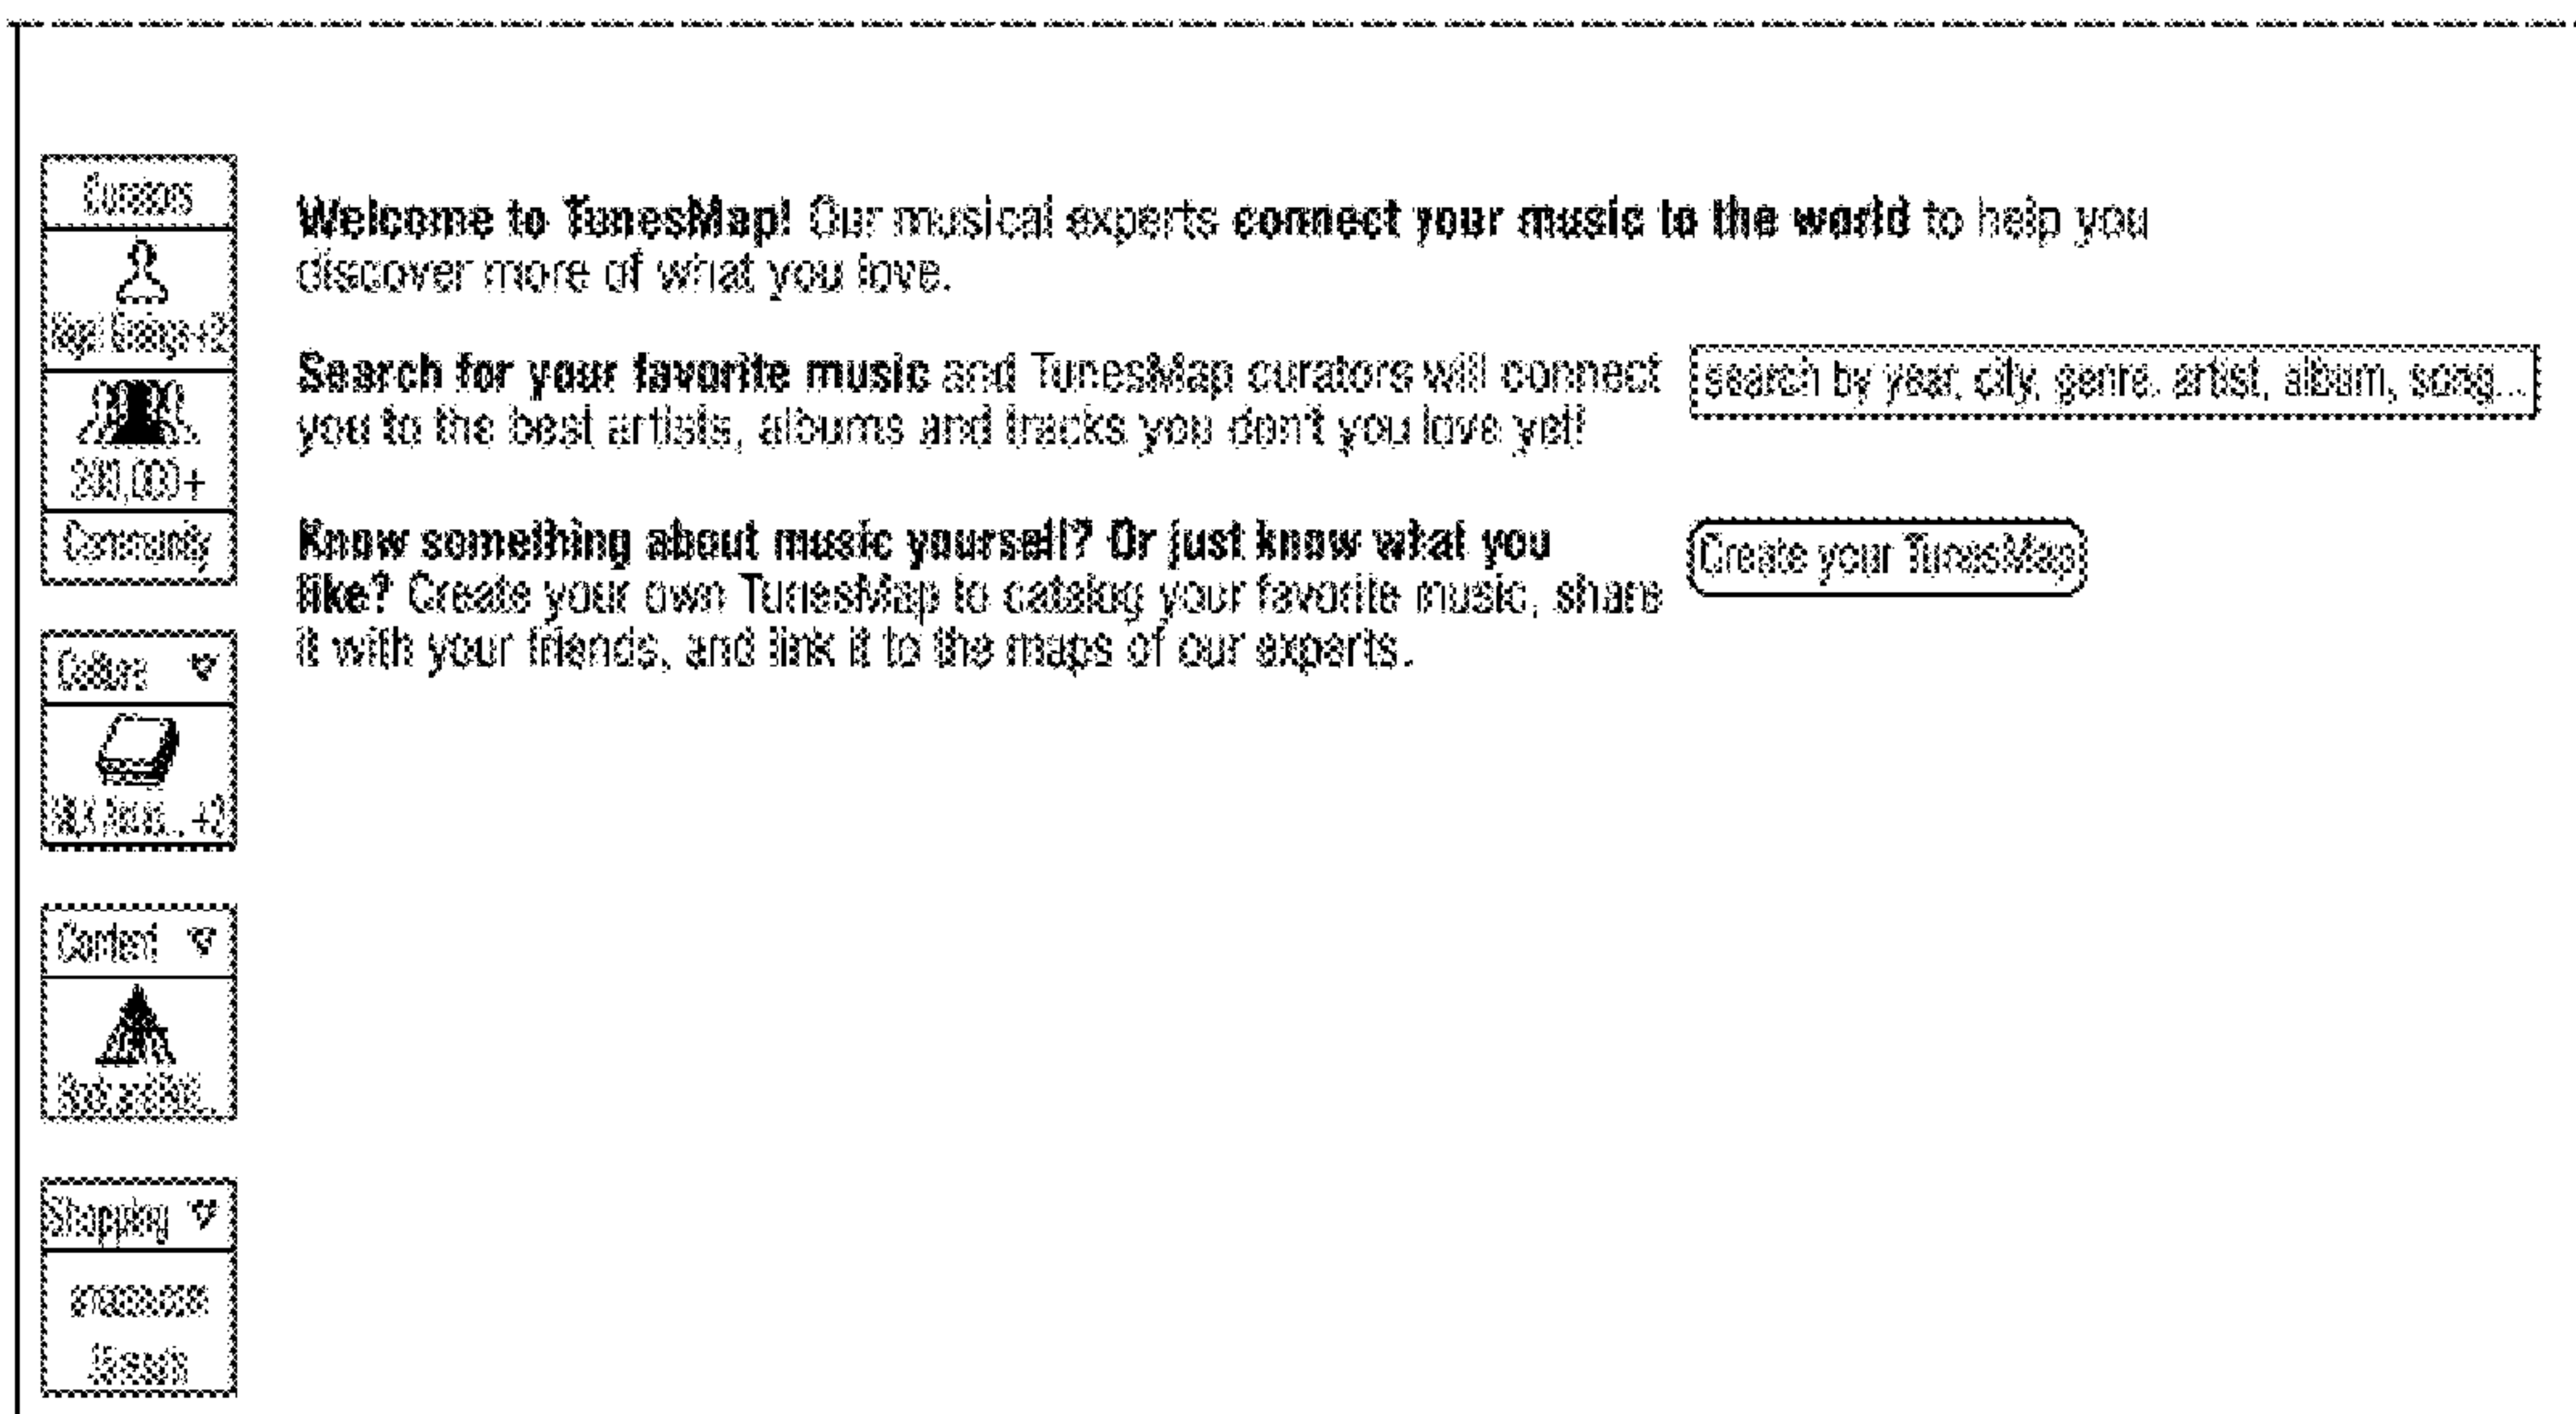 Curators
+2
200,000+
Community
Culture
+2
Content
Shopping
Welcome to TunesMap! Our musical experts connect your music to the world to help you
discover more of what you love.
Search for your favorite music and TunesMap curators will connect
you to the best artists, albums and tracks you don't you love yet!
search by year, city, genre, artist, album, song...
Know something about music yourself? Or just know what you
like? Create your own TunesMap to catalog your favorite music, share
it with your friends, and link it to the maps of our experts.
Create your TunesMap